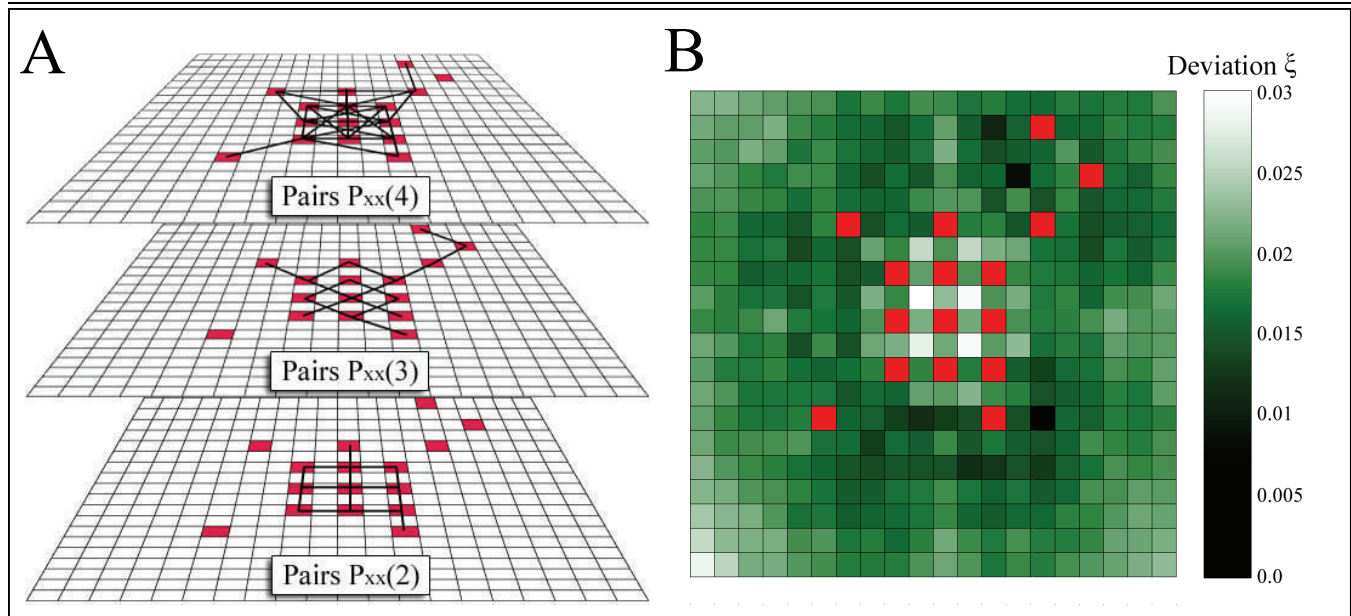 A
Pairs Pxx(4)
Pairs Pxx(3)
Pairs Pxx(2)
B
Deviation ξ
0.03
0.025
0.02
0.015
0.01
0.005
0.0